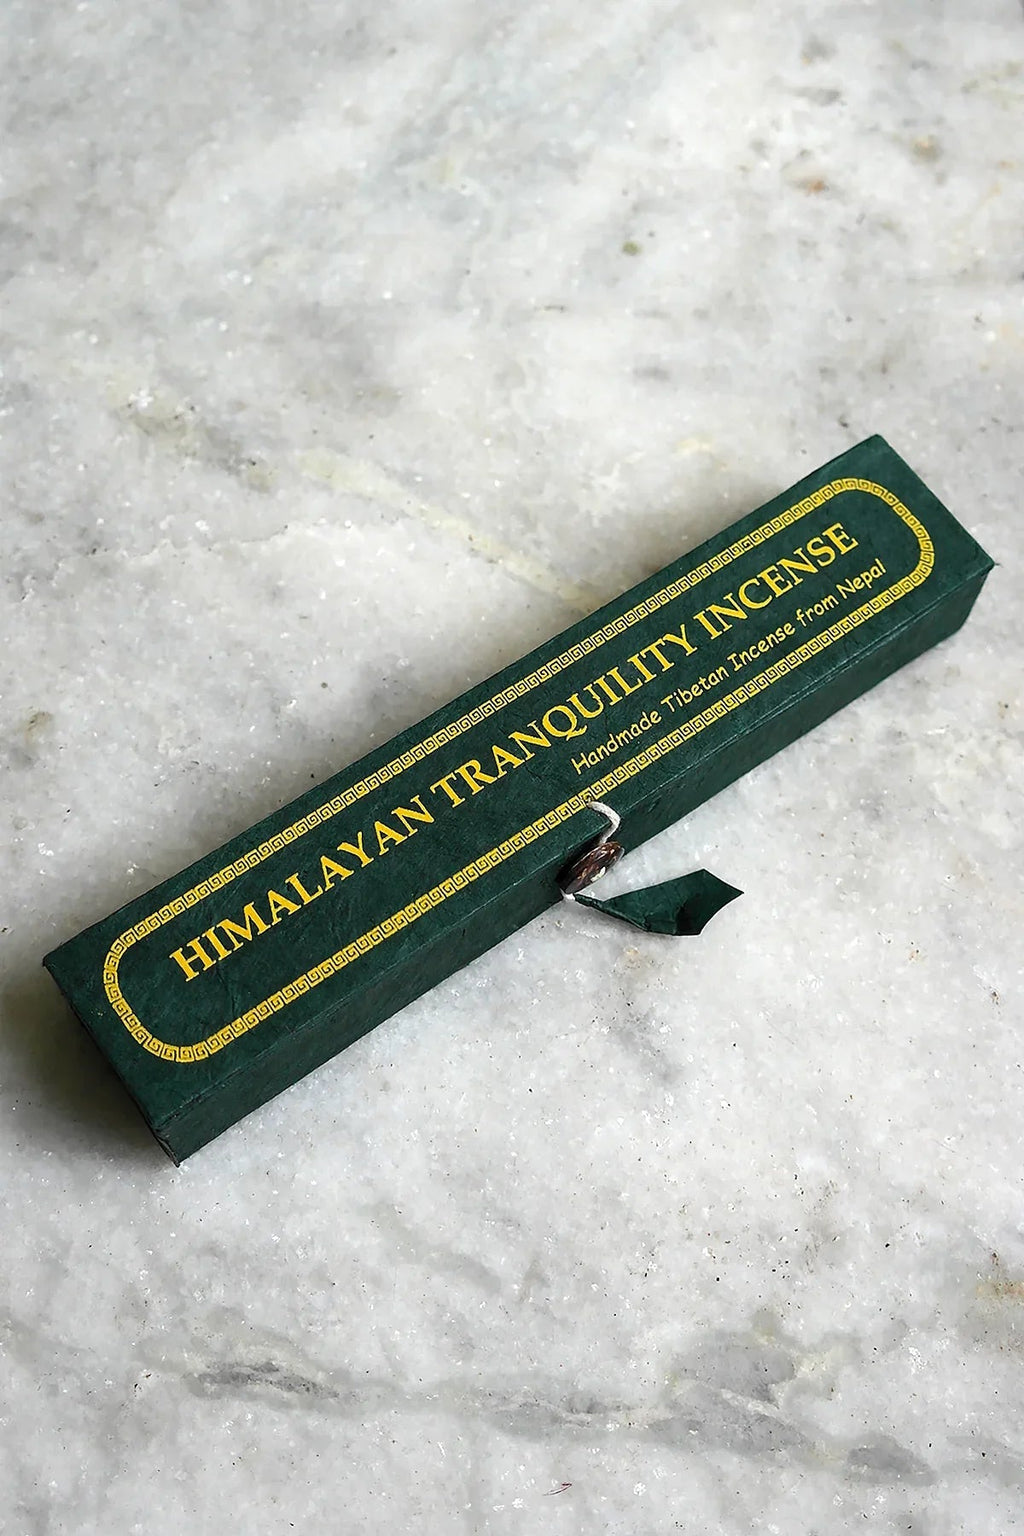 HIMALAYAN TRANQUILITY INCENSE
Handmade Tibetan Incense from Nepal